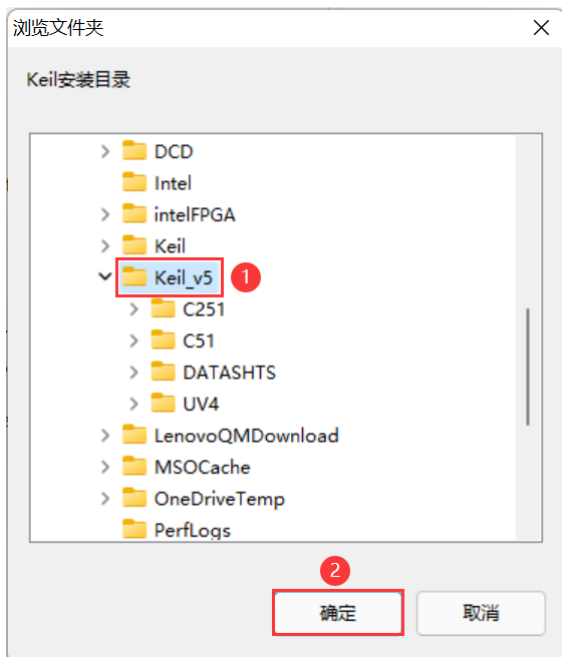 浏览文件夹
Keil安装目录
DCD
Intel
intelFPGA
Keil
Keil_v5 1
C251
C51
DATASHTS
UV4
LenovoQMDownload
MSOCache
OneDriveTemp
PerfLogs
2
确定 取消